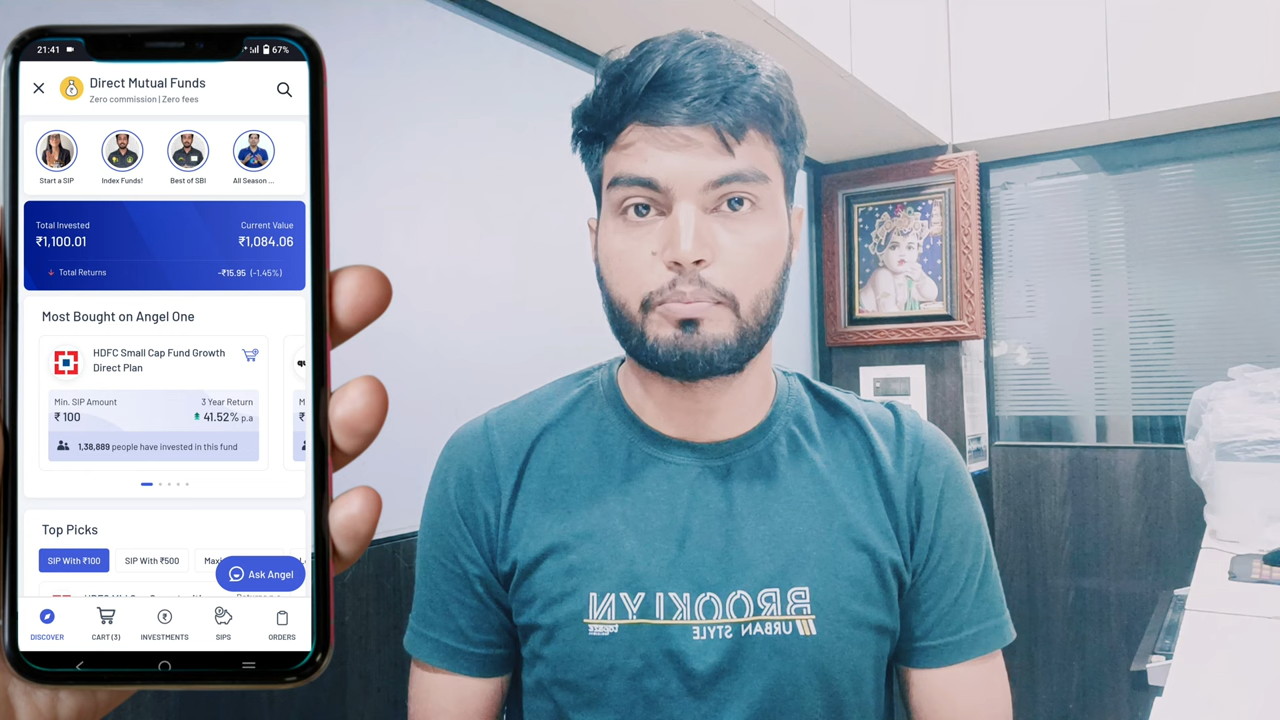 21:41
67%
Direct Mutual Funds
Zero commission | Zero fees
Start a SIP
Index Funds!
Best of SBI
All Season ...
Total Invested
Current Value
₹1,100.01
₹1,084.06
Total Returns
-₹15.95 (-1.45%)
Most Bought on Angel One
HDFC Small Cap Fund Growth
Direct Plan
Min. SIP Amount
3 Year Return
₹ 100
41.52% p.a
1,38,889 people have invested in this fund
Top Picks
SIP With ₹100
SIP With ₹500
Ask Angel
DISCOVER
CART (3)
INVESTMENTS
SIPS
ORDERS
BROOKLYN
URBAN STYLE